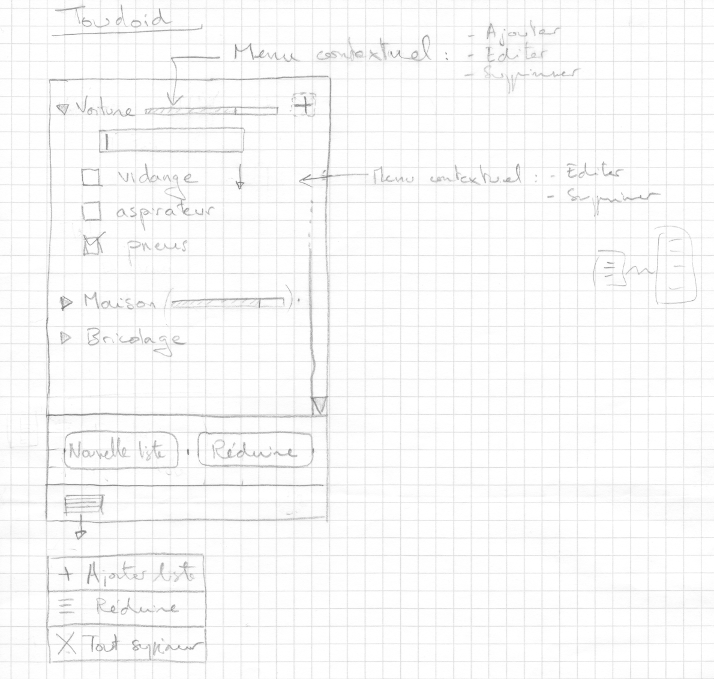 Toudoid
Menu contextuel : - Ajouter
- Editer
- Supprimer
Voiture +
vidange
Menu contextuel : - Editer
- Supprimer
aspirateur
pneus
Maison
Bricolage
Nouvelle liste
Réduire
+ Ajouter liste
Réduire
X Tout supprimer